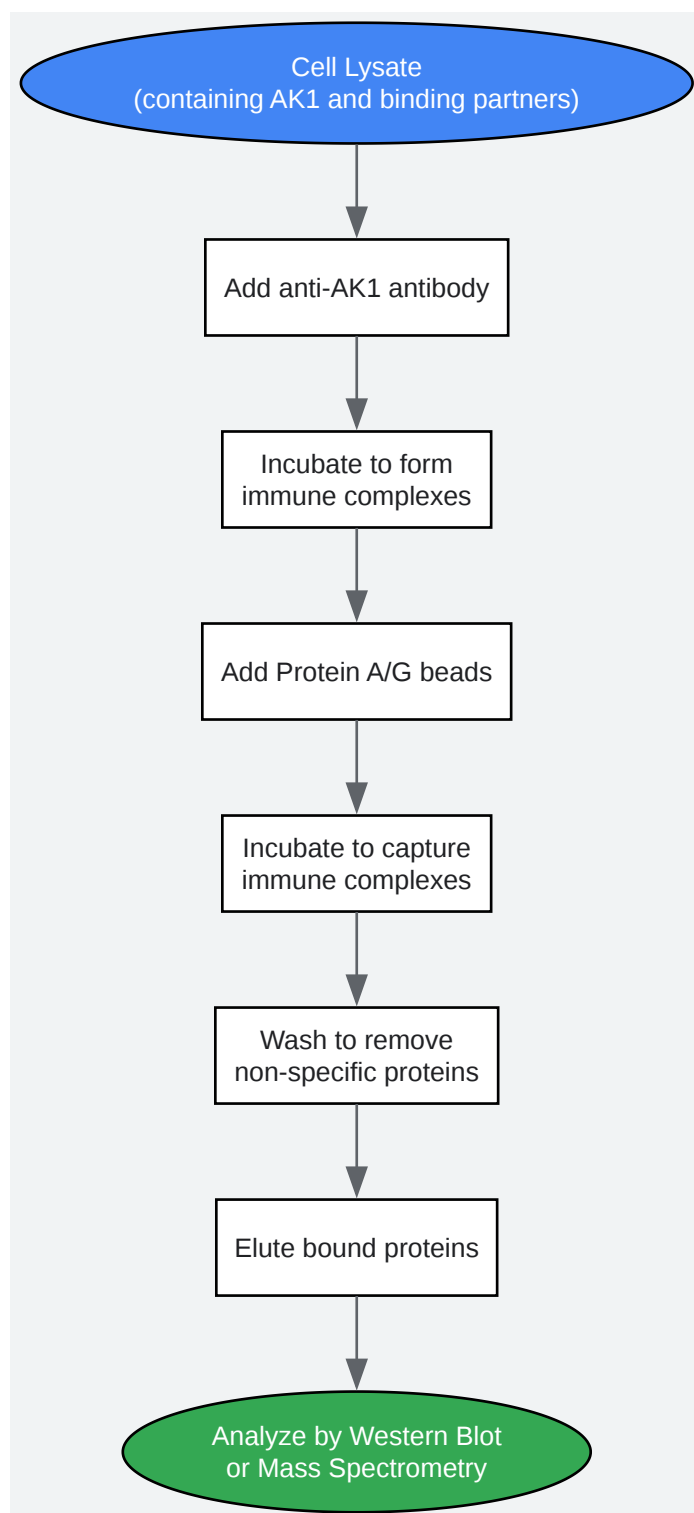 Cell Lysate
(containing AK1 and binding partners)
Add anti-AK1 antibody
Incubate to form
immune complexes
Add Protein A/G beads
Incubate to capture
immune complexes
Wash to remove
non-specific proteins
Elute bound proteins
Analyze by Western Blot
or Mass Spectrometry